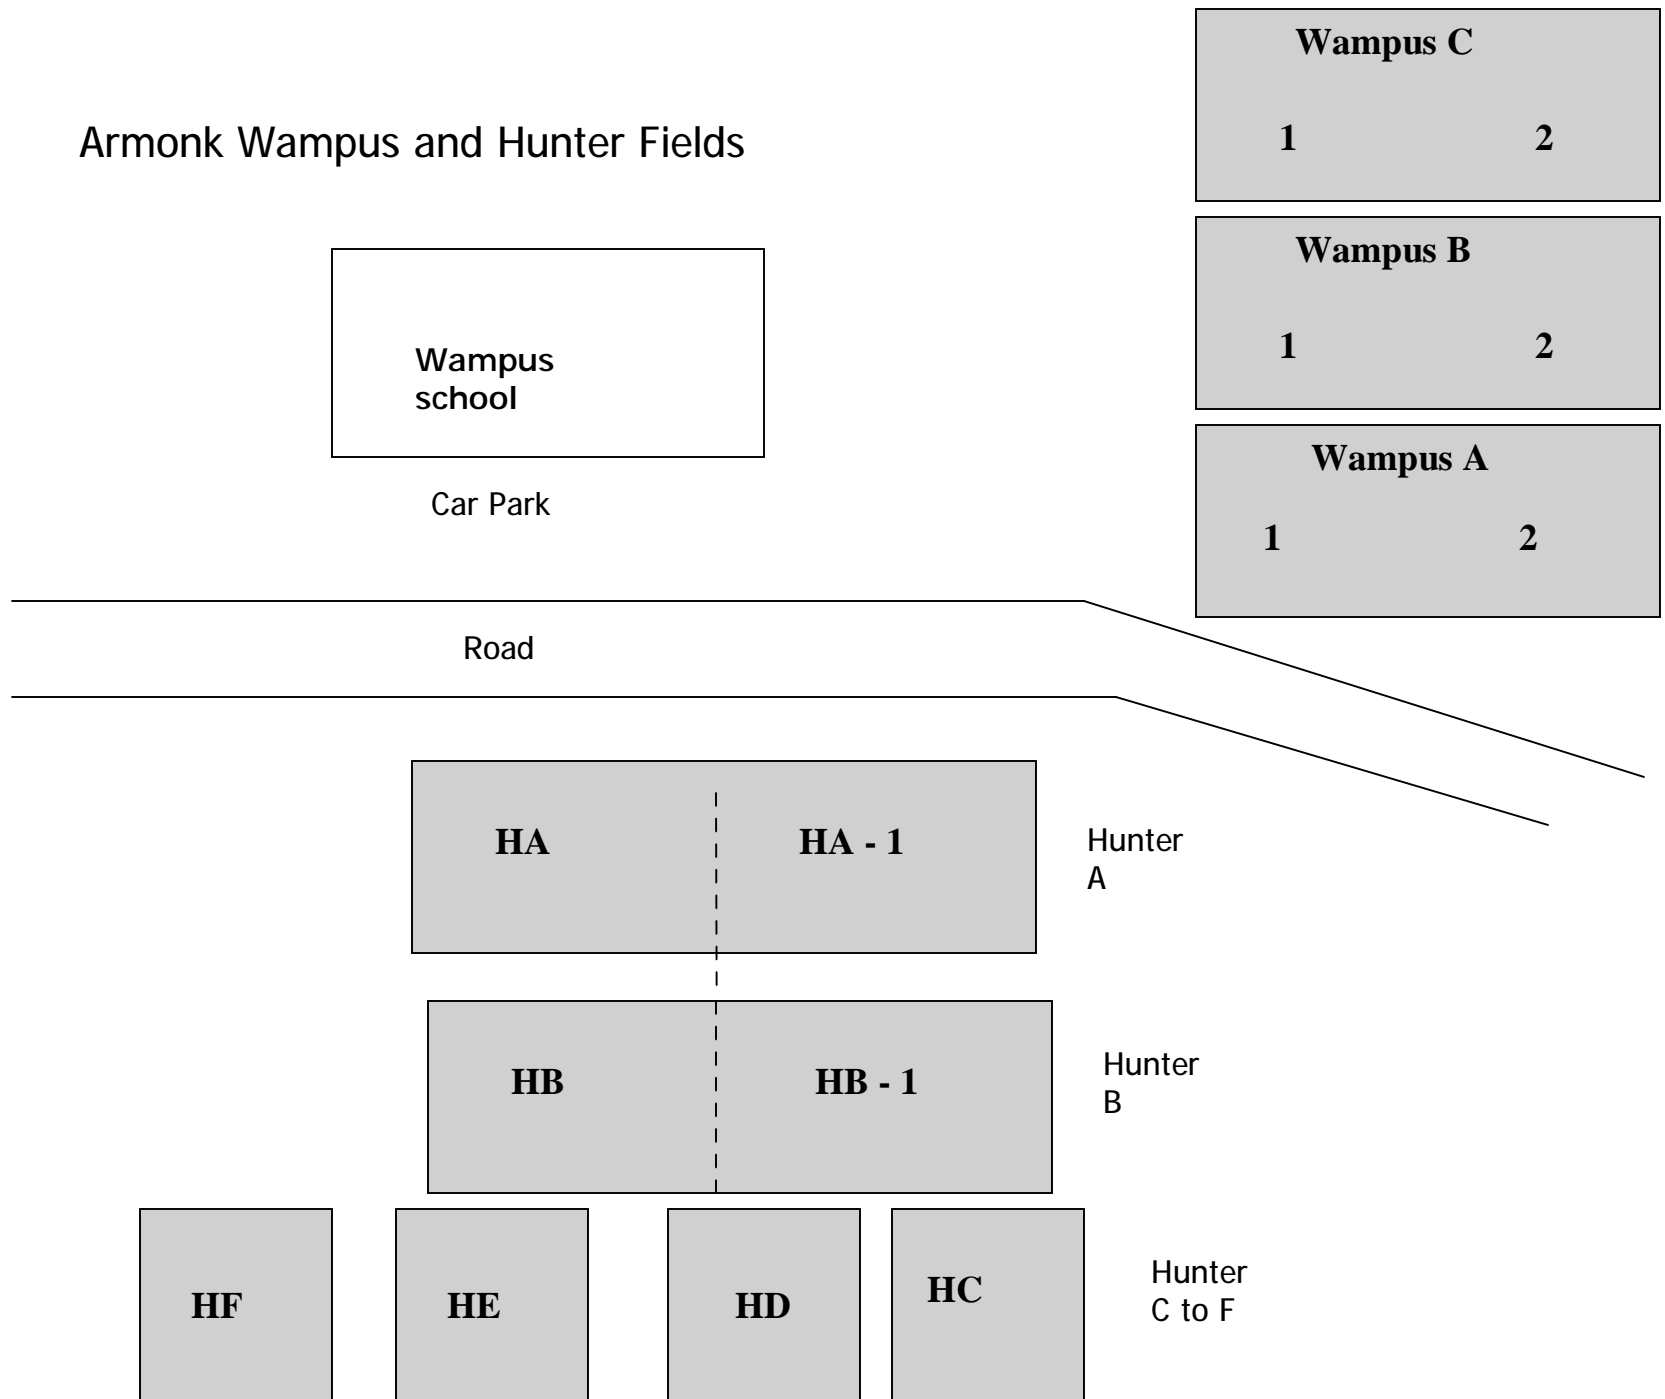 Wampus C
1 2
Armonk Wampus and Hunter Fields
Wampus B
1 2
Wampus
school
Wampus A
1 2
Car Park
Road
HA HA - 1
Hunter
A
HB HB - 1
Hunter
B
HF HE HD HC
Hunter
C to F